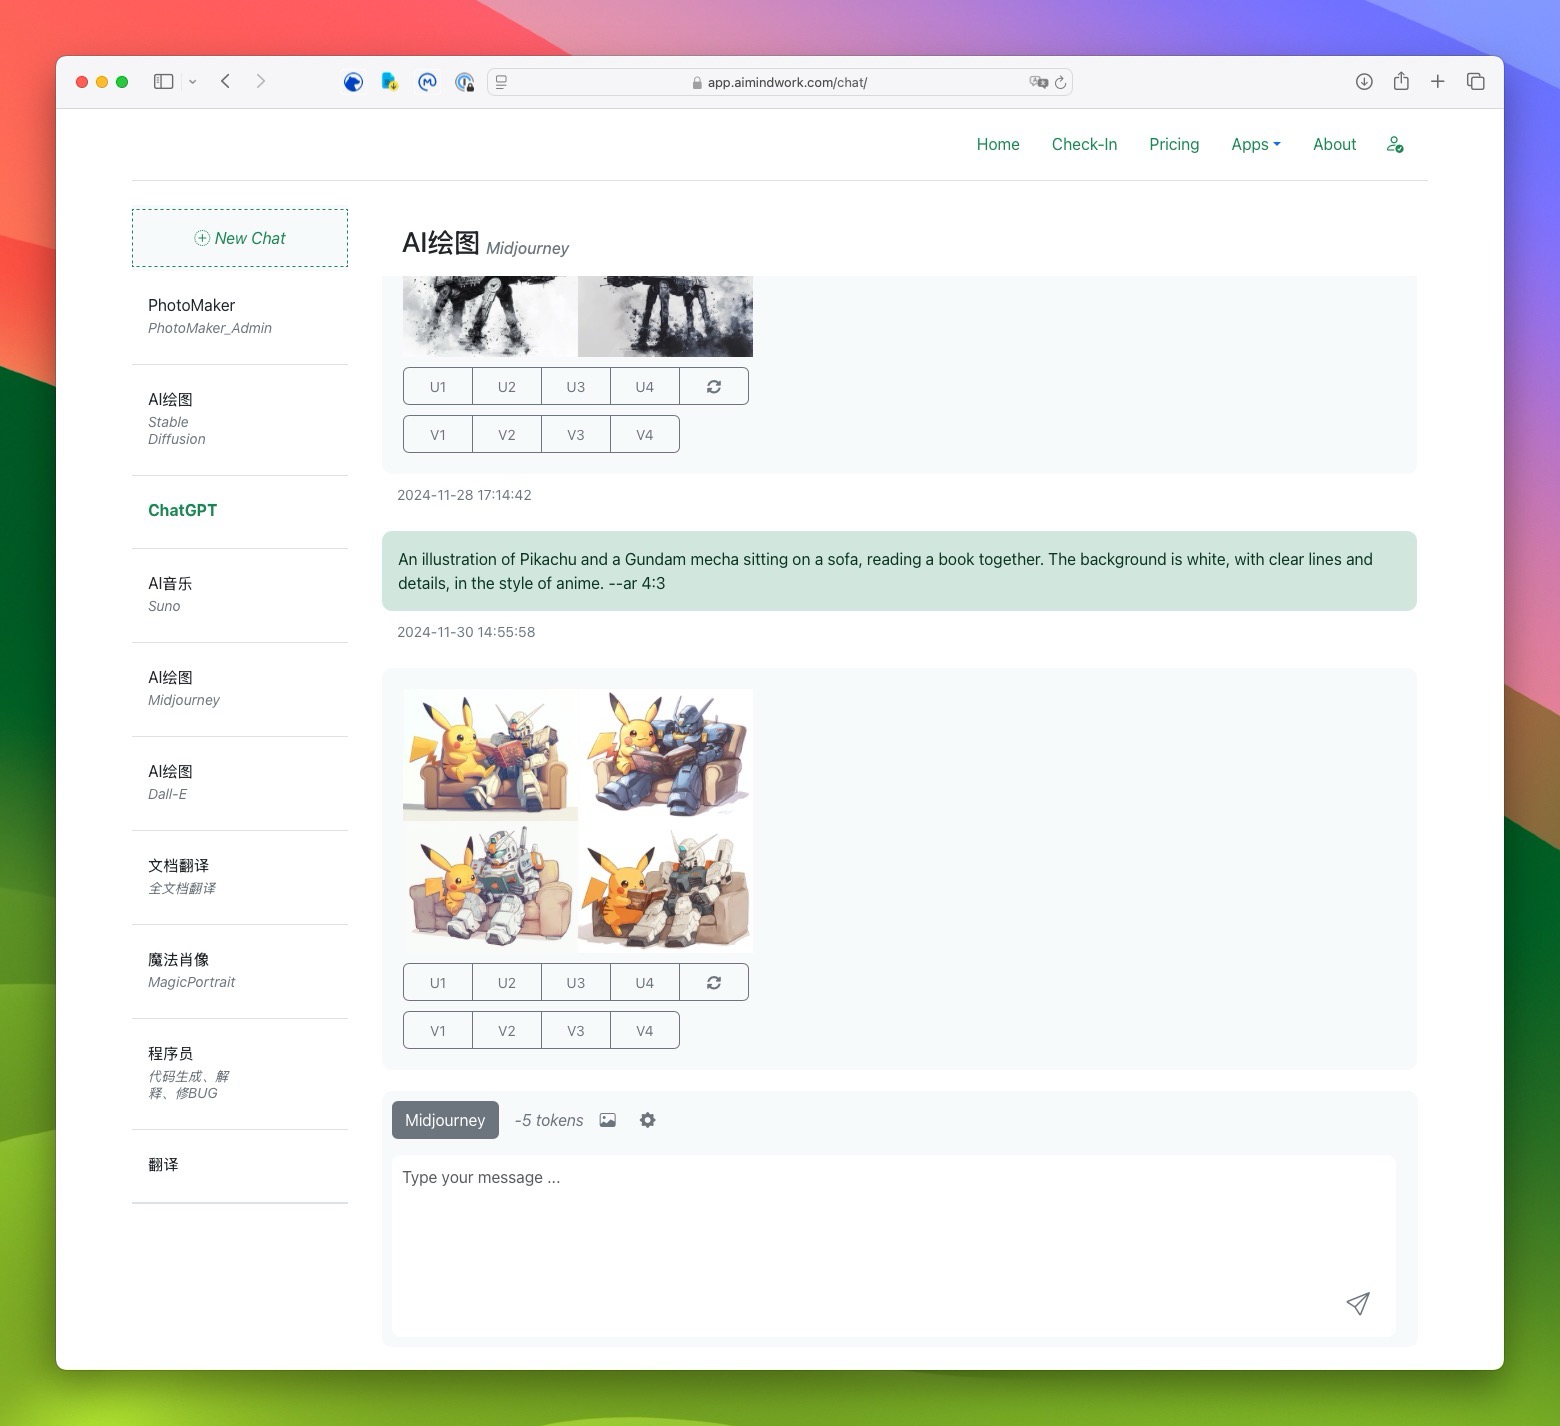 app.aimindwork.com/chat/
Home
Check-In
Pricing
Apps
About
New Chat
PhotoMaker
PhotoMaker_Admin
AI绘图
Stable
Diffusion
ChatGPT
AI音乐
Suno
AI绘图
Midjourney
AI绘图
Dall-E
文档翻译
全文档翻译
魔法肖像
MagicPortrait
程序员
代码生成、解
释、修BUG
翻译
AI绘图 Midjourney
U1
U2
U3
U4
V1
V2
V3
V4
2024-11-28 17:14:42
An illustration of Pikachu and a Gundam mecha sitting on a sofa, reading a book together. The background is white, with clear lines and
details, in the style of anime. --ar 4:3
2024-11-30 14:55:58
U1
U2
U3
U4
V1
V2
V3
V4
Midjourney
-5 tokens
Type your message ...